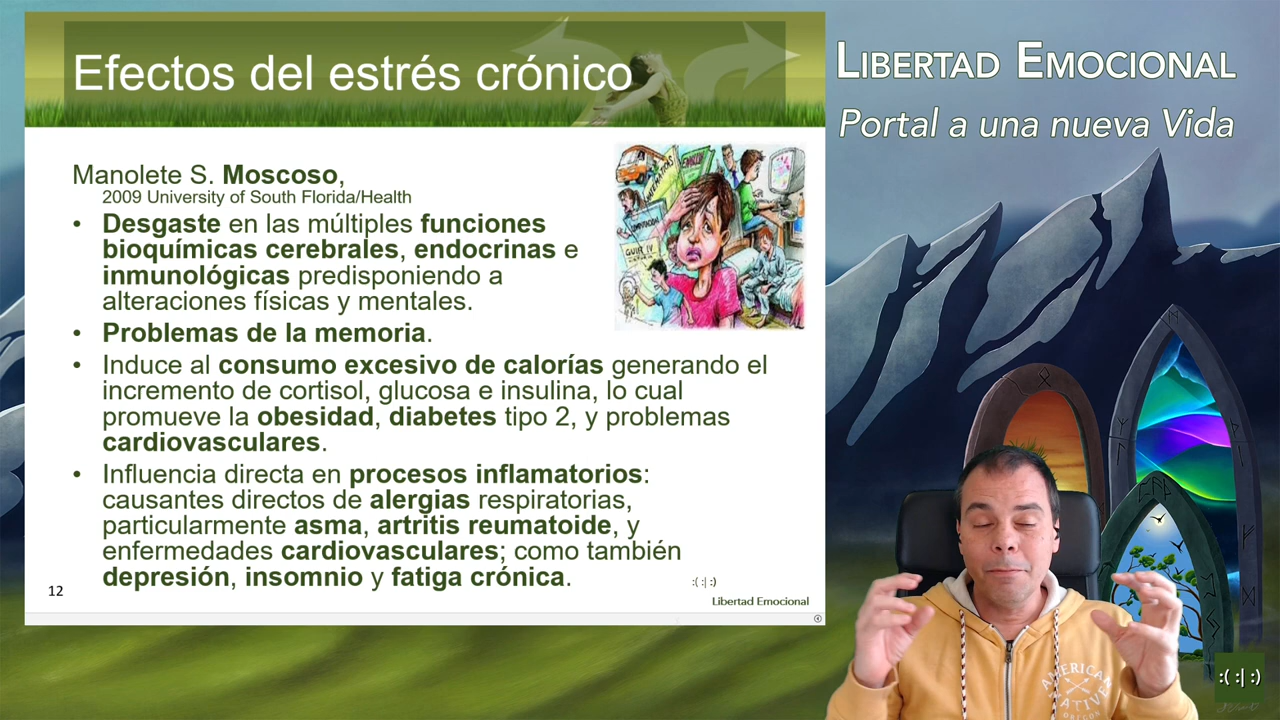 Efectos del estrés crónico
Manolete S. Moscoso,
2009 University of South Florida/Health
• Desgaste en las múltiples funciones
bioquímicas cerebrales, endocrinas e
inmunológicas predisponiendo a
alteraciones físicas y mentales.
• Problemas de la memoria.
• Induce al consumo excesivo de calorías generando el
incremento de cortisol, glucosa e insulina, lo cual
promueve la obesidad, diabetes tipo 2, y problemas
cardiovasculares.
• Influencia directa en procesos inflamatorios:
causantes directos de alergias respiratorias,
particularmente asma, artritis reumatoide, y
enfermedades cardiovasculares; como también
depresión, insomnio y fatiga crónica.
12
:( :| :)
Libertad Emocional
LIBERTAD EMOCIONAL
Portal a una nueva Vida
AMERICAN
NATIVE
OREGON
:( :| :)